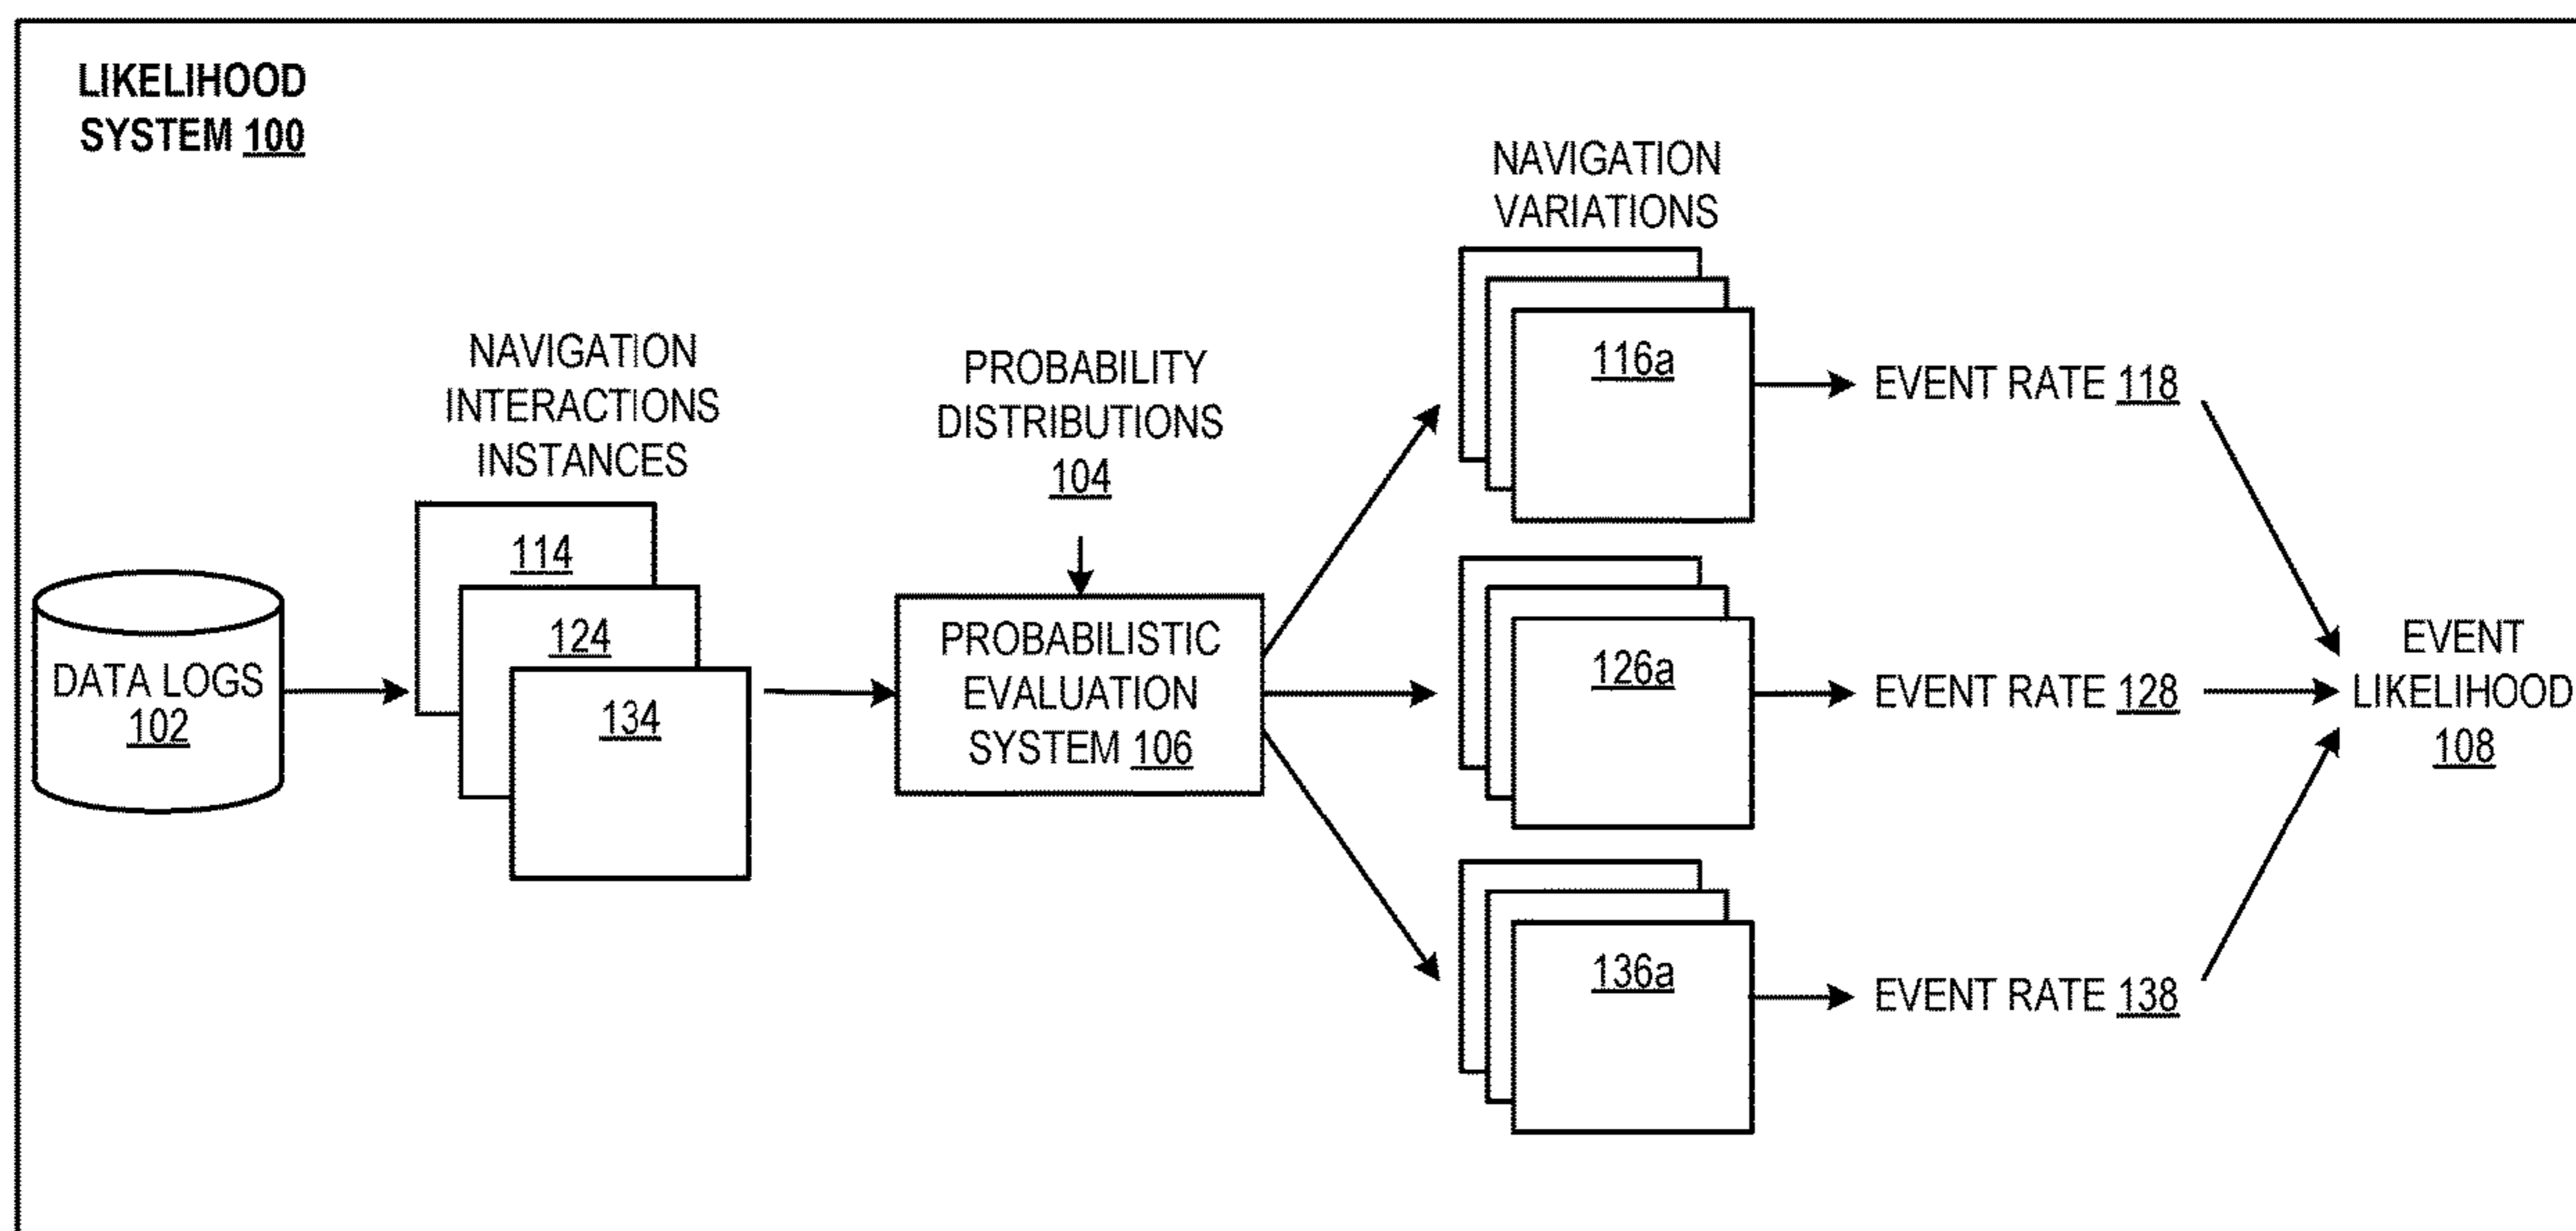 LIKELIHOOD
SYSTEM 100
NAVIGATION
INTERACTIONS
INSTANCES
114
124
134
DATA LOGS
102
PROBABILITY
DISTRIBUTIONS
104
PROBABILISTIC
EVALUATION
SYSTEM 106
NAVIGATION
VARIATIONS
116a
126a
136a
EVENT RATE 118
EVENT RATE 128
EVENT RATE 138
EVENT
LIKELIHOOD
108